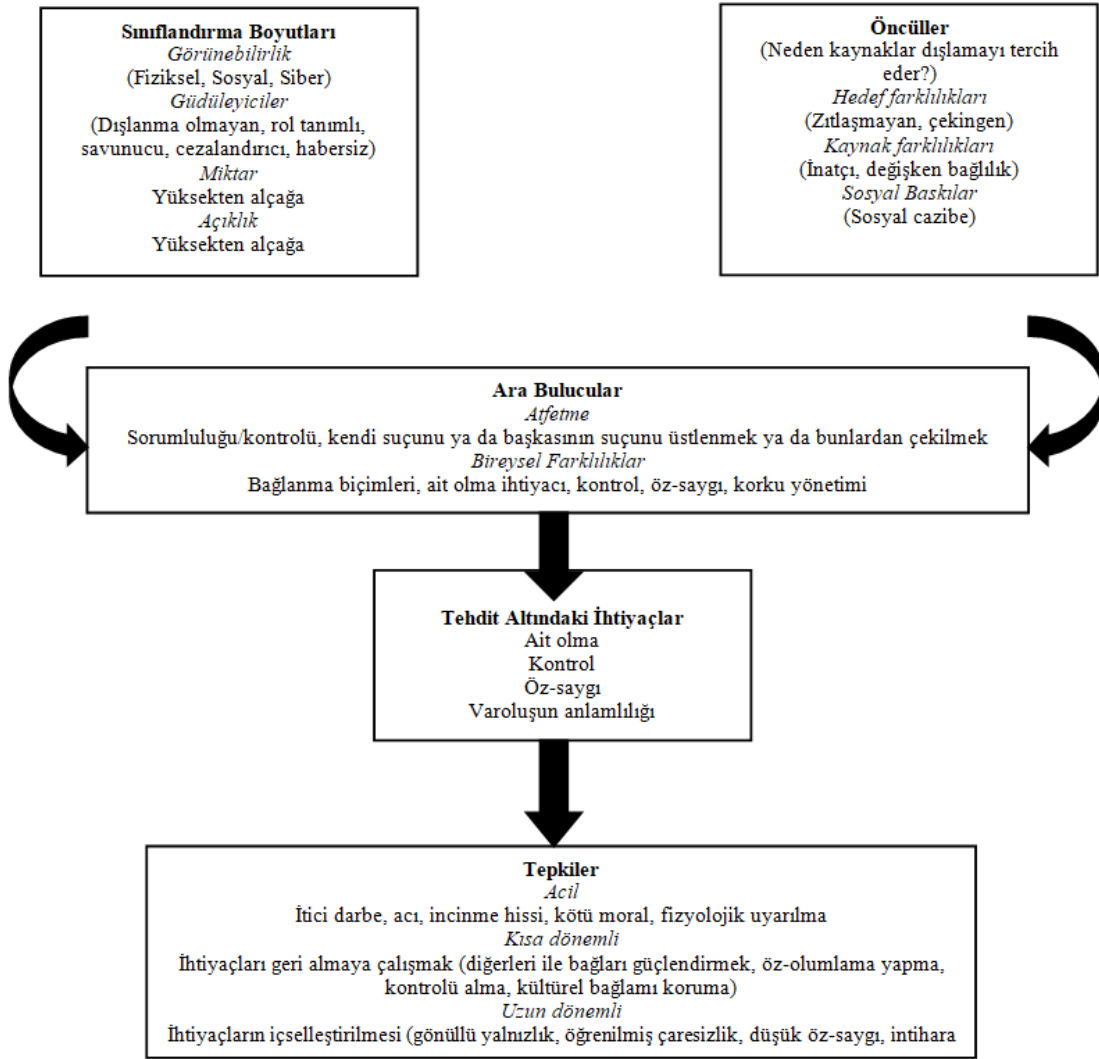 Sınıflandırma Boyutları
Görünebilirlik
(Fiziksel, Sosyal, Siber)
Güdüleyiciler
(Dışlanma olmayan, rol tanımlı,
savunucu, cezalandırıcı, habersiz)
Miktar
Yüksekten alçağa
Açıklık
Yüksekten alçağa
Öncüller
(Neden kaynaklar dışlamayı tercih
eder?)
Hedef farklılıkları
(Zıtlaşmayan, çekingen)
Kaynak farklılıkları
(İnatçı, değişken bağlılık)
Sosyal Baskılar
(Sosyal cazibe)
Ara Bulucular
Atfetme
Sorumluluğu/kontrolü, kendi suçunu ya da başkasının suçunu üstlenmek ya da bunlardan çekilmek
Bireysel Farklılıklar
Bağlanma biçimleri, ait olma ihtiyacı, kontrol, öz-saygı, korku yönetimi
Tehdit Altındaki İhtiyaçlar
Ait olma
Kontrol
Öz-saygı
Varoluşun anlamlılığı
Tepkiler
Acil
İtici darbe, acı, incinme hissi, kötü moral, fizyolojik uyarılma
Kısa dönemli
İhtiyaçları geri almaya çalışmak (diğerleri ile bağları güçlendirmek, öz-olumlama yapma,
kontrolü alma, kültürel bağlamı koruma)
Uzun dönemli
İhtiyaçların içselleştirilmesi (gönüllü yalnızlık, öğrenilmiş çaresizlik, düşük öz-saygı, intihara